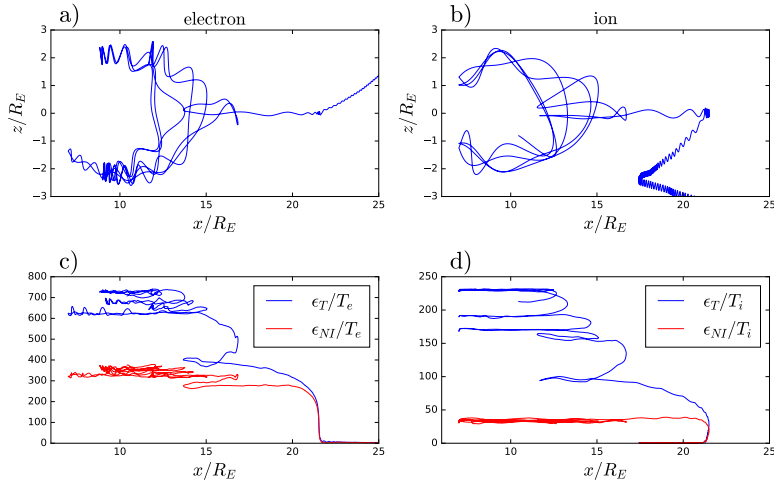 a) electron
b) ion
3
2
1
0
−1
−2
−3
z/R_E
10 15 20 25
x/R_E
3
2
1
0
−1
−2
−3
z/R_E
10 15 20 25
x/R_E
c)
d)
800
700
600
500
400
300
200
100
0
ϵ_T/T_e
ϵ_NI/T_e
10 15 20 25
x/R_E
250
200
150
100
50
0
ϵ_T/T_i
ϵ_NI/T_i
10 15 20 25
x/R_E